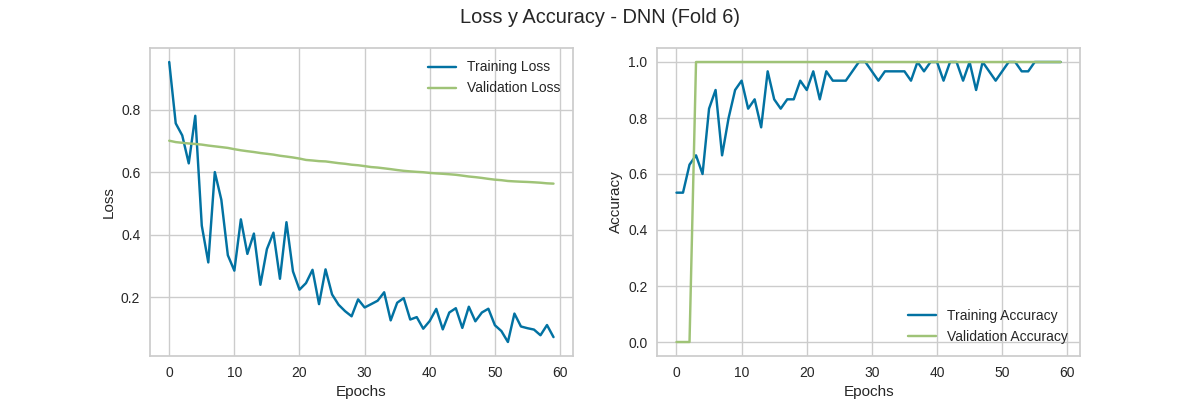 Loss y Accuracy - DNN (Fold 6)
Training Loss
Validation Loss
0.8
0.6
0.4
0.2
Loss
0 10 20 30 40 50 60
Epochs
1.0
0.8
0.6
0.4
0.2
0.0
Accuracy
Training Accuracy
Validation Accuracy
0 10 20 30 40 50 60
Epochs